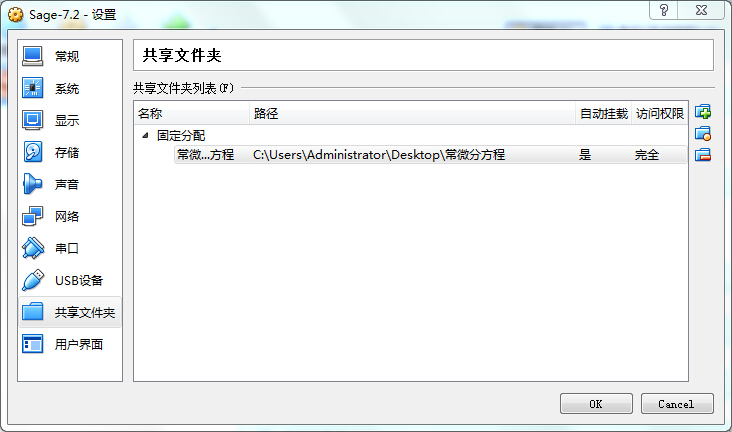 Sage-7.2 - 设置
常规
系统
显示
存储
声音
网络
串口
USB设备
共享文件夹
用户界面
共享文件夹
共享文件夹列表(F)
名称 路径 自动挂载 访问权限
固定分配
常微...方程 C:\Users\Administrator\Desktop\常微分方程 是 完全
OK Cancel